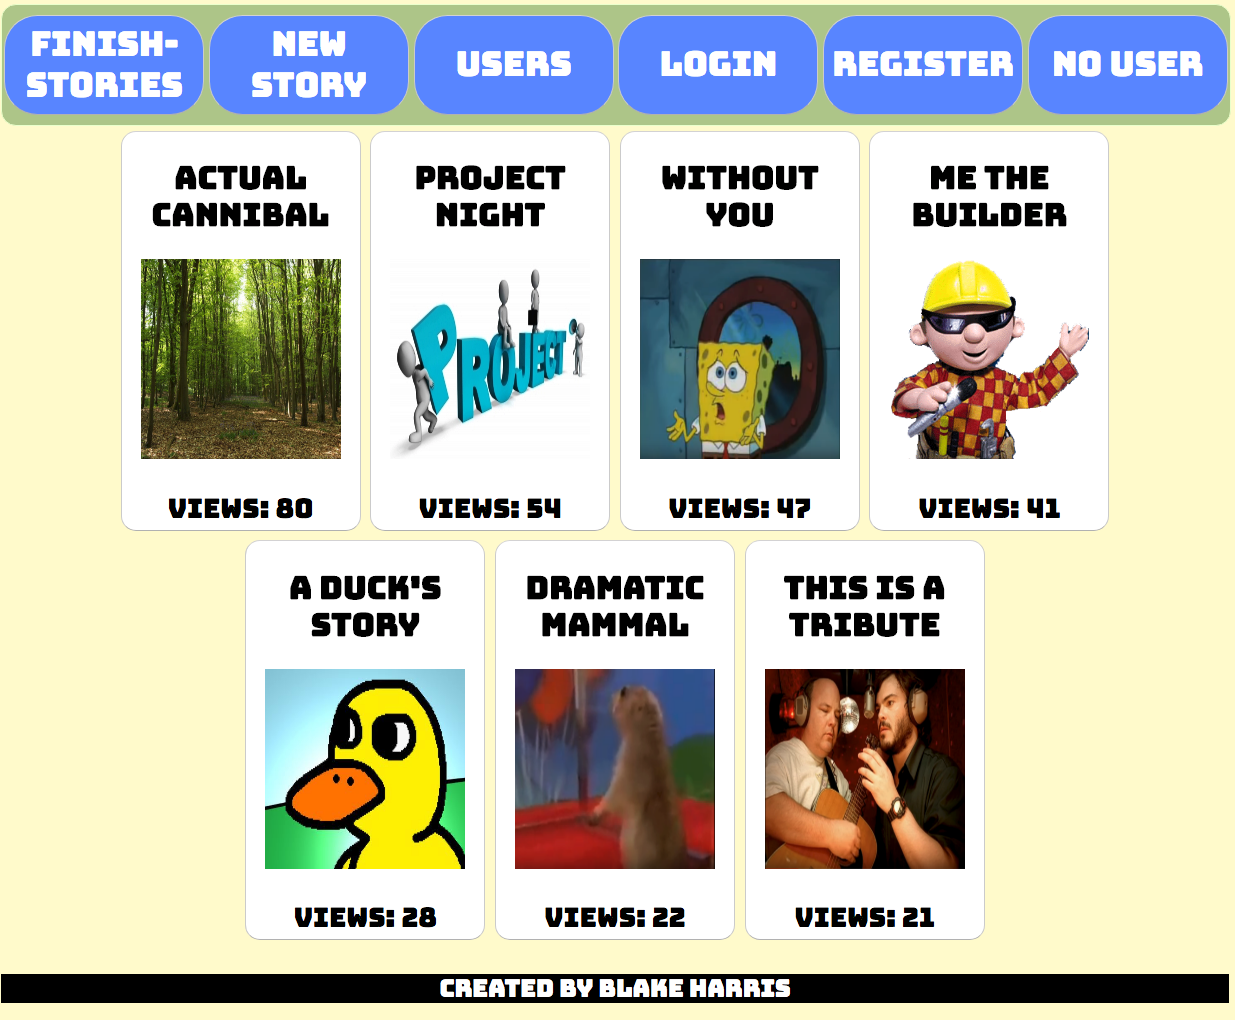 FINISH-
STORIES
NEW
STORY
USERS
LOGIN
REGISTER
NO USER
ACTUAL
CANNIBAL
VIEWS: 80
PROJECT
NIGHT
PROJECT
VIEWS: 54
WITHOUT
YOU
VIEWS: 47
ME THE
BUILDER
VIEWS: 41
A DUCK'S
STORY
VIEWS: 28
DRAMATIC
MAMMAL
VIEWS: 22
THIS IS A
TRIBUTE
VIEWS: 21
CREATED BY BLAKE HARRIS